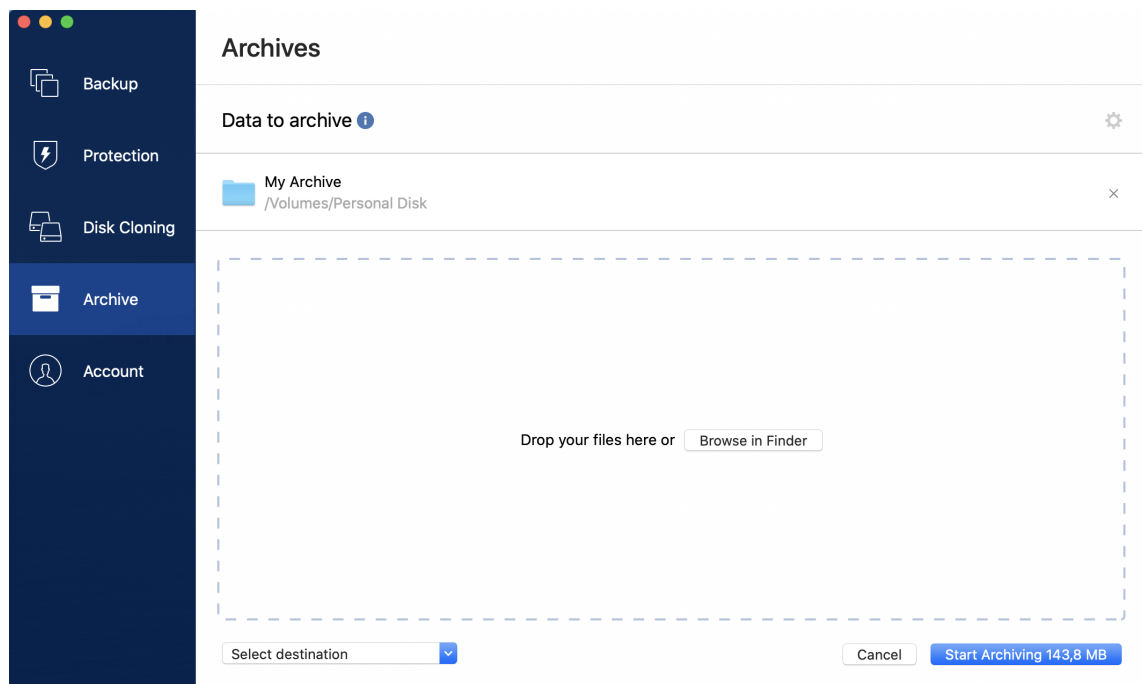 Backup
Protection
Disk Cloning
Archive
Account
Archives
Data to archive
My Archive
/Volumes/Personal Disk
Drop your files here or Browse in Finder
Select destination
Cancel
Start Archiving 143,8 MB